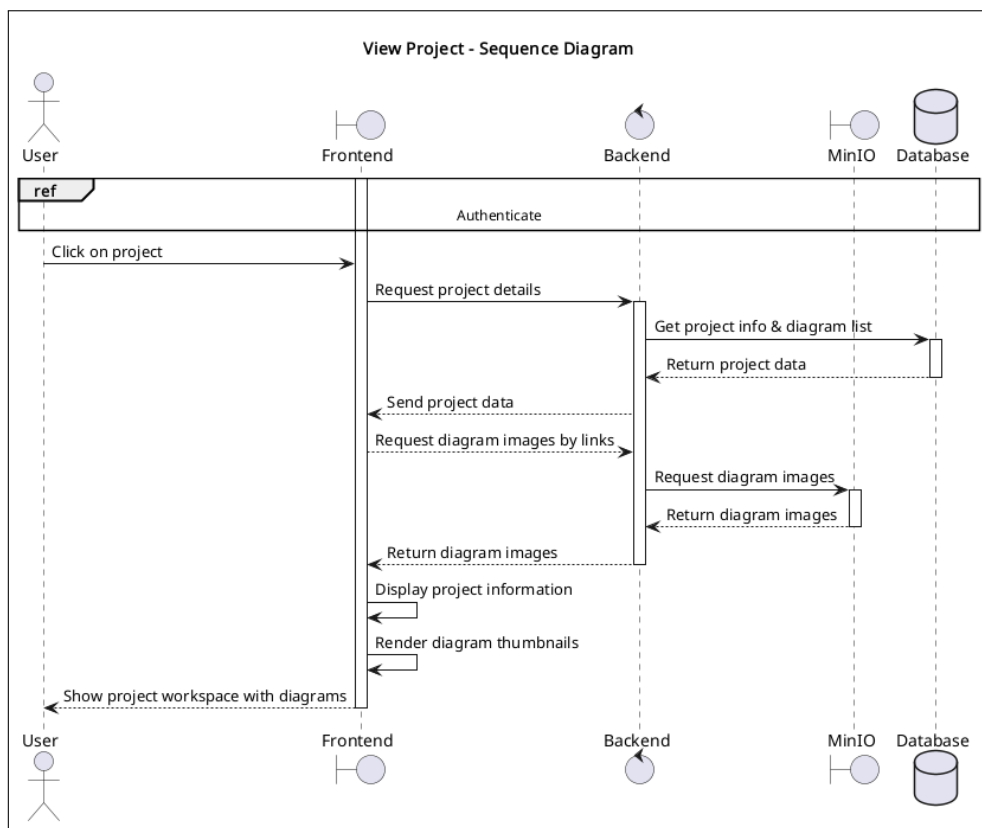 View Project - Sequence Diagram
User Frontend Backend MinIO Database
ref
Authenticate
Click on project
Request project details
Get project info & diagram list
Return project data
Send project data
Request diagram images by links
Request diagram images
Return diagram images
Return diagram images
Display project information
Render diagram thumbnails
Show project workspace with diagrams
User Frontend Backend MinIO Database